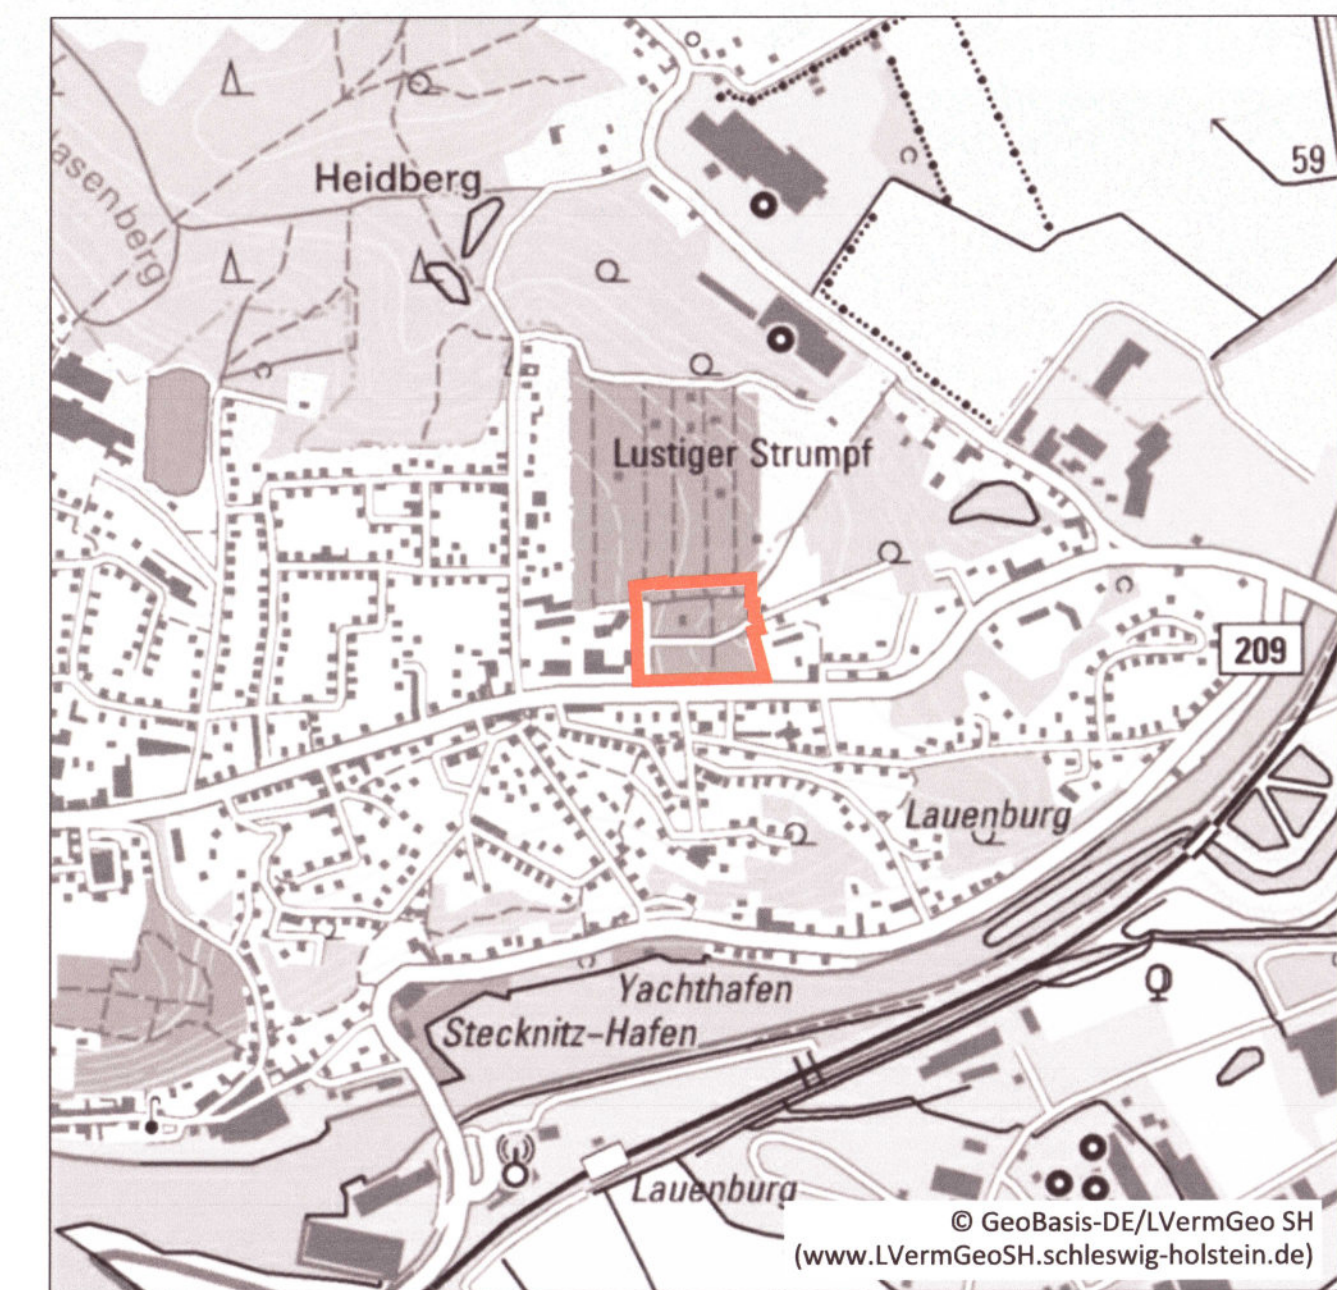 59
Heidberg
asenberg
Lustiger Strumpf
209
Lauenburg
Yachthafen
Stecknitz-Hafen
Lauenburg
© GeoBasis-DE/LVermGeo SH
(www.LVermGeoSH.schleswig-holstein.de)